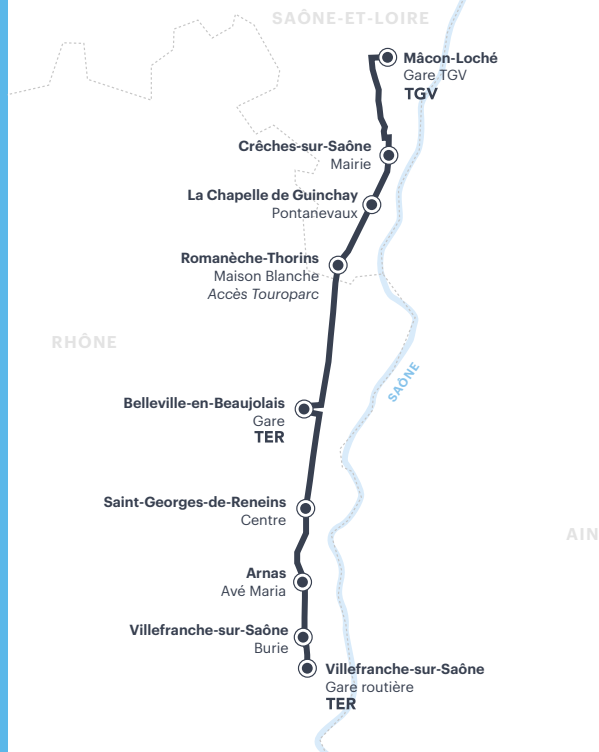 SAÔNE-ET-LOIRE
Mâcon-Loché
Gare TGV
TGV
Crêches-sur-Saône
Mairie
La Chapelle de Guinchay
Pontanevaux
Romanèche-Thorins
Maison Blanche
Accès Touroparc
RHÔNE
SAÔNE
Belleville-en-Beaujolais
Gare
TER
Saint-Georges-de-Reneins
Centre
AIN
Arnas
Avé Maria
Villefranche-sur-Saône
Burie
Villefranche-sur-Saône
Gare routière
TER